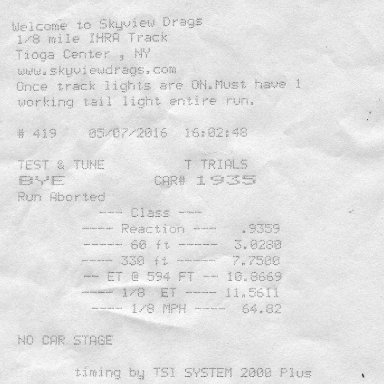 Welcome to Skyview Drags
1/8 mile IHRA Track
Tioga Center , NY
www.skyviewdrags.com
Once track lights are ON.Must have 1
working tail light entire run.
# 419 05/07/2016 16:02:48
TEST & TUNE T TRIALS
BYE CAR# 1935
Run Aborted
--- Class ---
---- Reaction --- .9359
----- 60 ft ---- 3.0280
---- 330 ft ---- 7.7500
-- ET @ 594 FT -- 10.8669
---- 1/8 ET ---- 11.5611
---- 1/8 MPH ---- 64.82
NO CAR STAGE
timing by TSI SYSTEM 2000 Plus